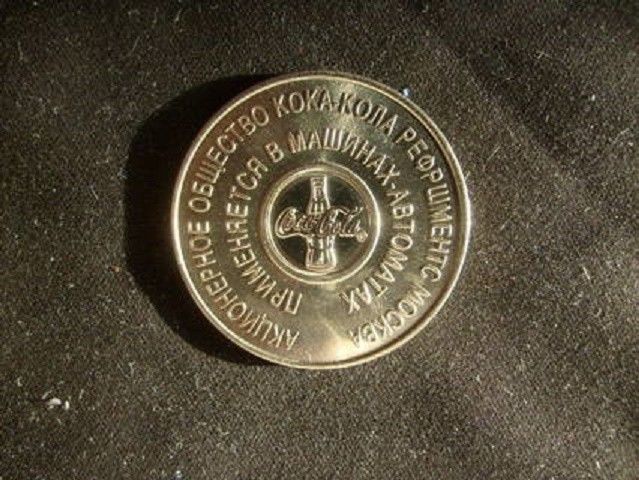 АКЦИОНЕРНОЕ ОБЩЕСТВО КОКА-КОЛА РЕФРШМЕНТС МОСКВА
ПРИМЕНЯЕТСЯ В МАШИНАХ-АВТОМАТАХ
Coca-Cola